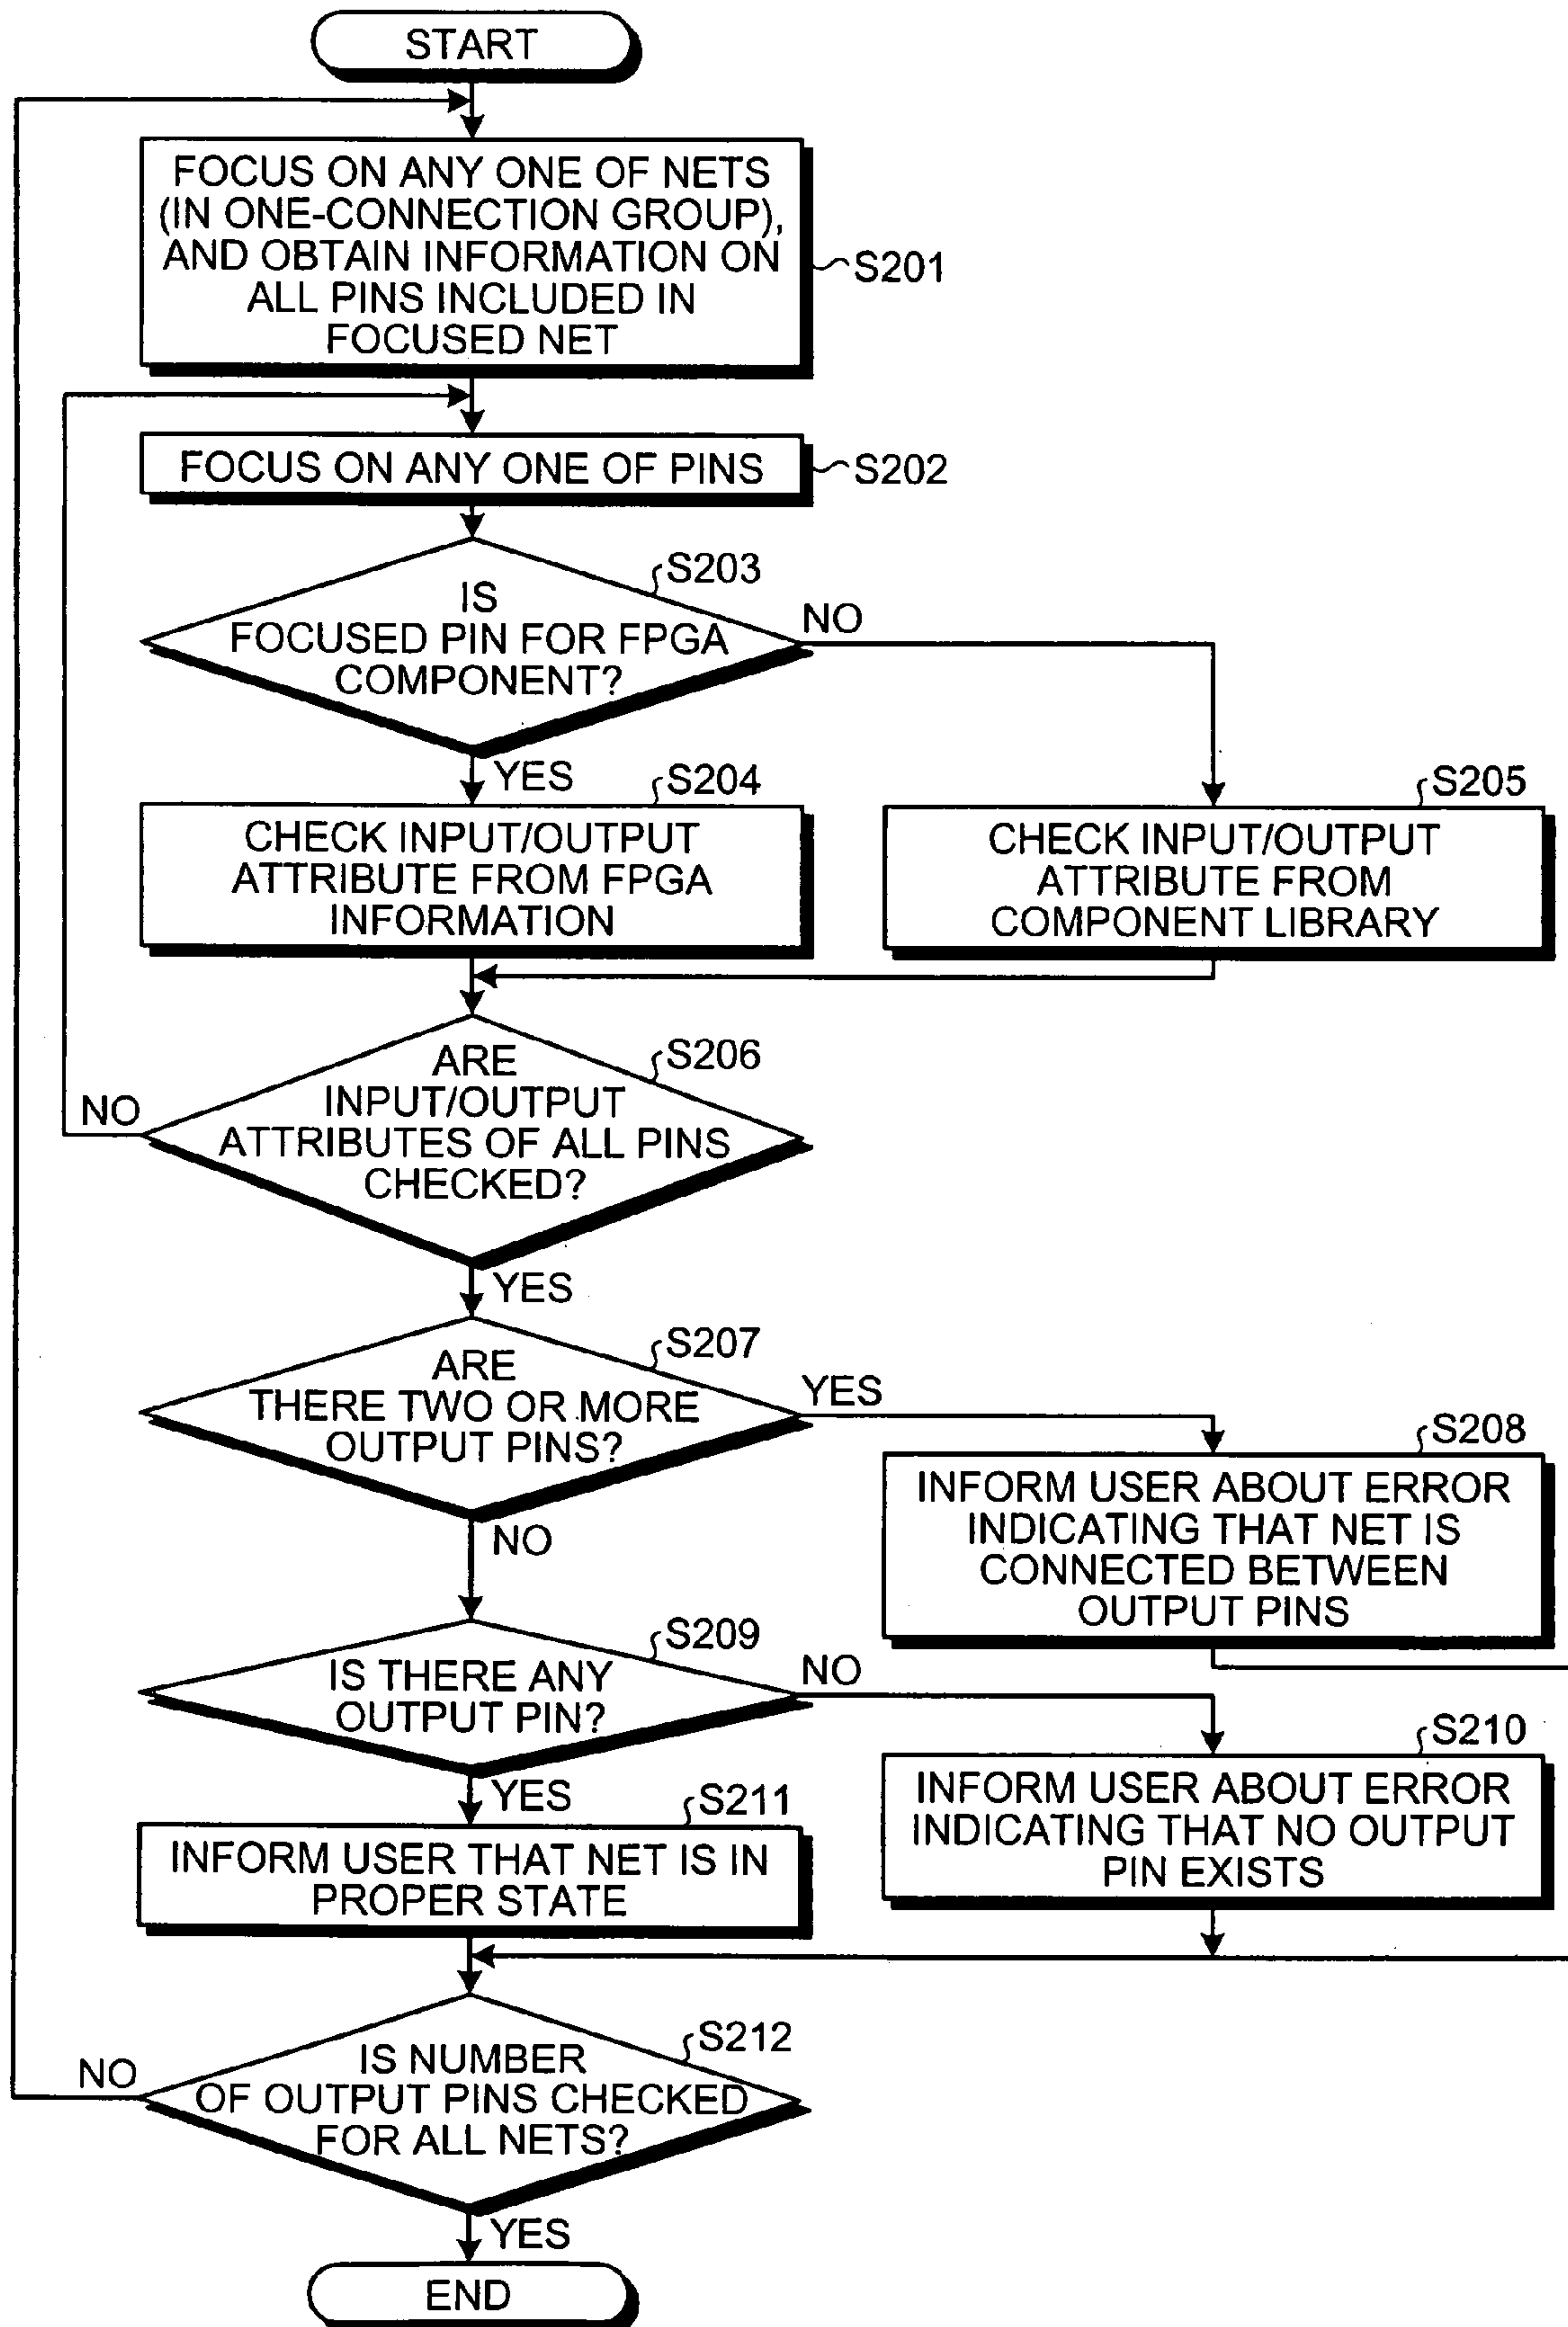 START
FOCUS ON ANY ONE OF NETS
(IN ONE-CONNECTION GROUP),
AND OBTAIN INFORMATION ON
ALL PINS INCLUDED IN
FOCUSED NET
S201
FOCUS ON ANY ONE OF PINS
S202
S203
IS
FOCUSED PIN FOR FPGA
COMPONENT?
NO
YES
S204
CHECK INPUT/OUTPUT
ATTRIBUTE FROM FPGA
INFORMATION
S205
CHECK INPUT/OUTPUT
ATTRIBUTE FROM
COMPONENT LIBRARY
S206
ARE
INPUT/OUTPUT
ATTRIBUTES OF ALL PINS
CHECKED?
NO
YES
S207
ARE
THERE TWO OR MORE
OUTPUT PINS?
YES
NO
S208
INFORM USER ABOUT ERROR
INDICATING THAT NET IS
CONNECTED BETWEEN
OUTPUT PINS
S209
IS THERE ANY
OUTPUT PIN?
NO
YES
S210
INFORM USER ABOUT ERROR
INDICATING THAT NO OUTPUT
PIN EXISTS
S211
INFORM USER THAT NET IS IN
PROPER STATE
S212
IS NUMBER
OF OUTPUT PINS CHECKED
FOR ALL NETS?
NO
YES
END